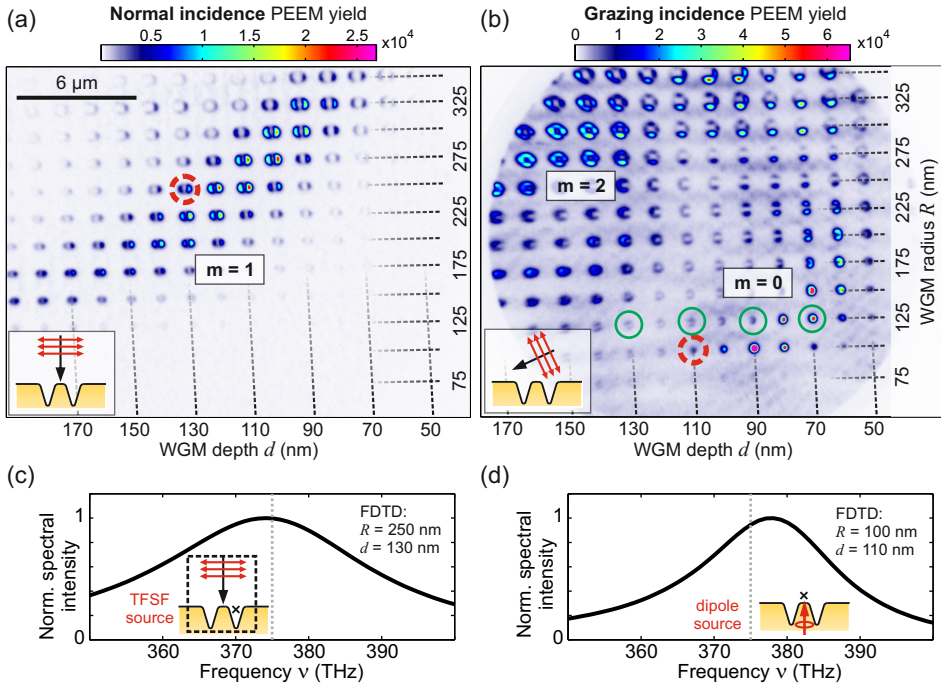 (a) Normal incidence PEEM yield
0.5 1 1.5 2 2.5 x10⁴
6 µm
m = 1
325
275
225
175
125
75
170 150 130 110 90 70 50
WGM depth d (nm)
(b) Grazing incidence PEEM yield
0 1 2 3 4 5 6 x10⁴
m = 2
m = 0
325
275
225
175
125
75
WGM radius R (nm)
170 150 130 110 90 70 50
WGM depth d (nm)
(c)
Norm. spectral
intensity
1
0
FDTD:
R = 250 nm
d = 130 nm
TFSF
source
×
360 370 380 390
Frequency ν (THz)
(d)
Norm. spectral
intensity
1
0
FDTD:
R = 100 nm
d = 110 nm
dipole
source
×
360 370 380 390
Frequency ν (THz)